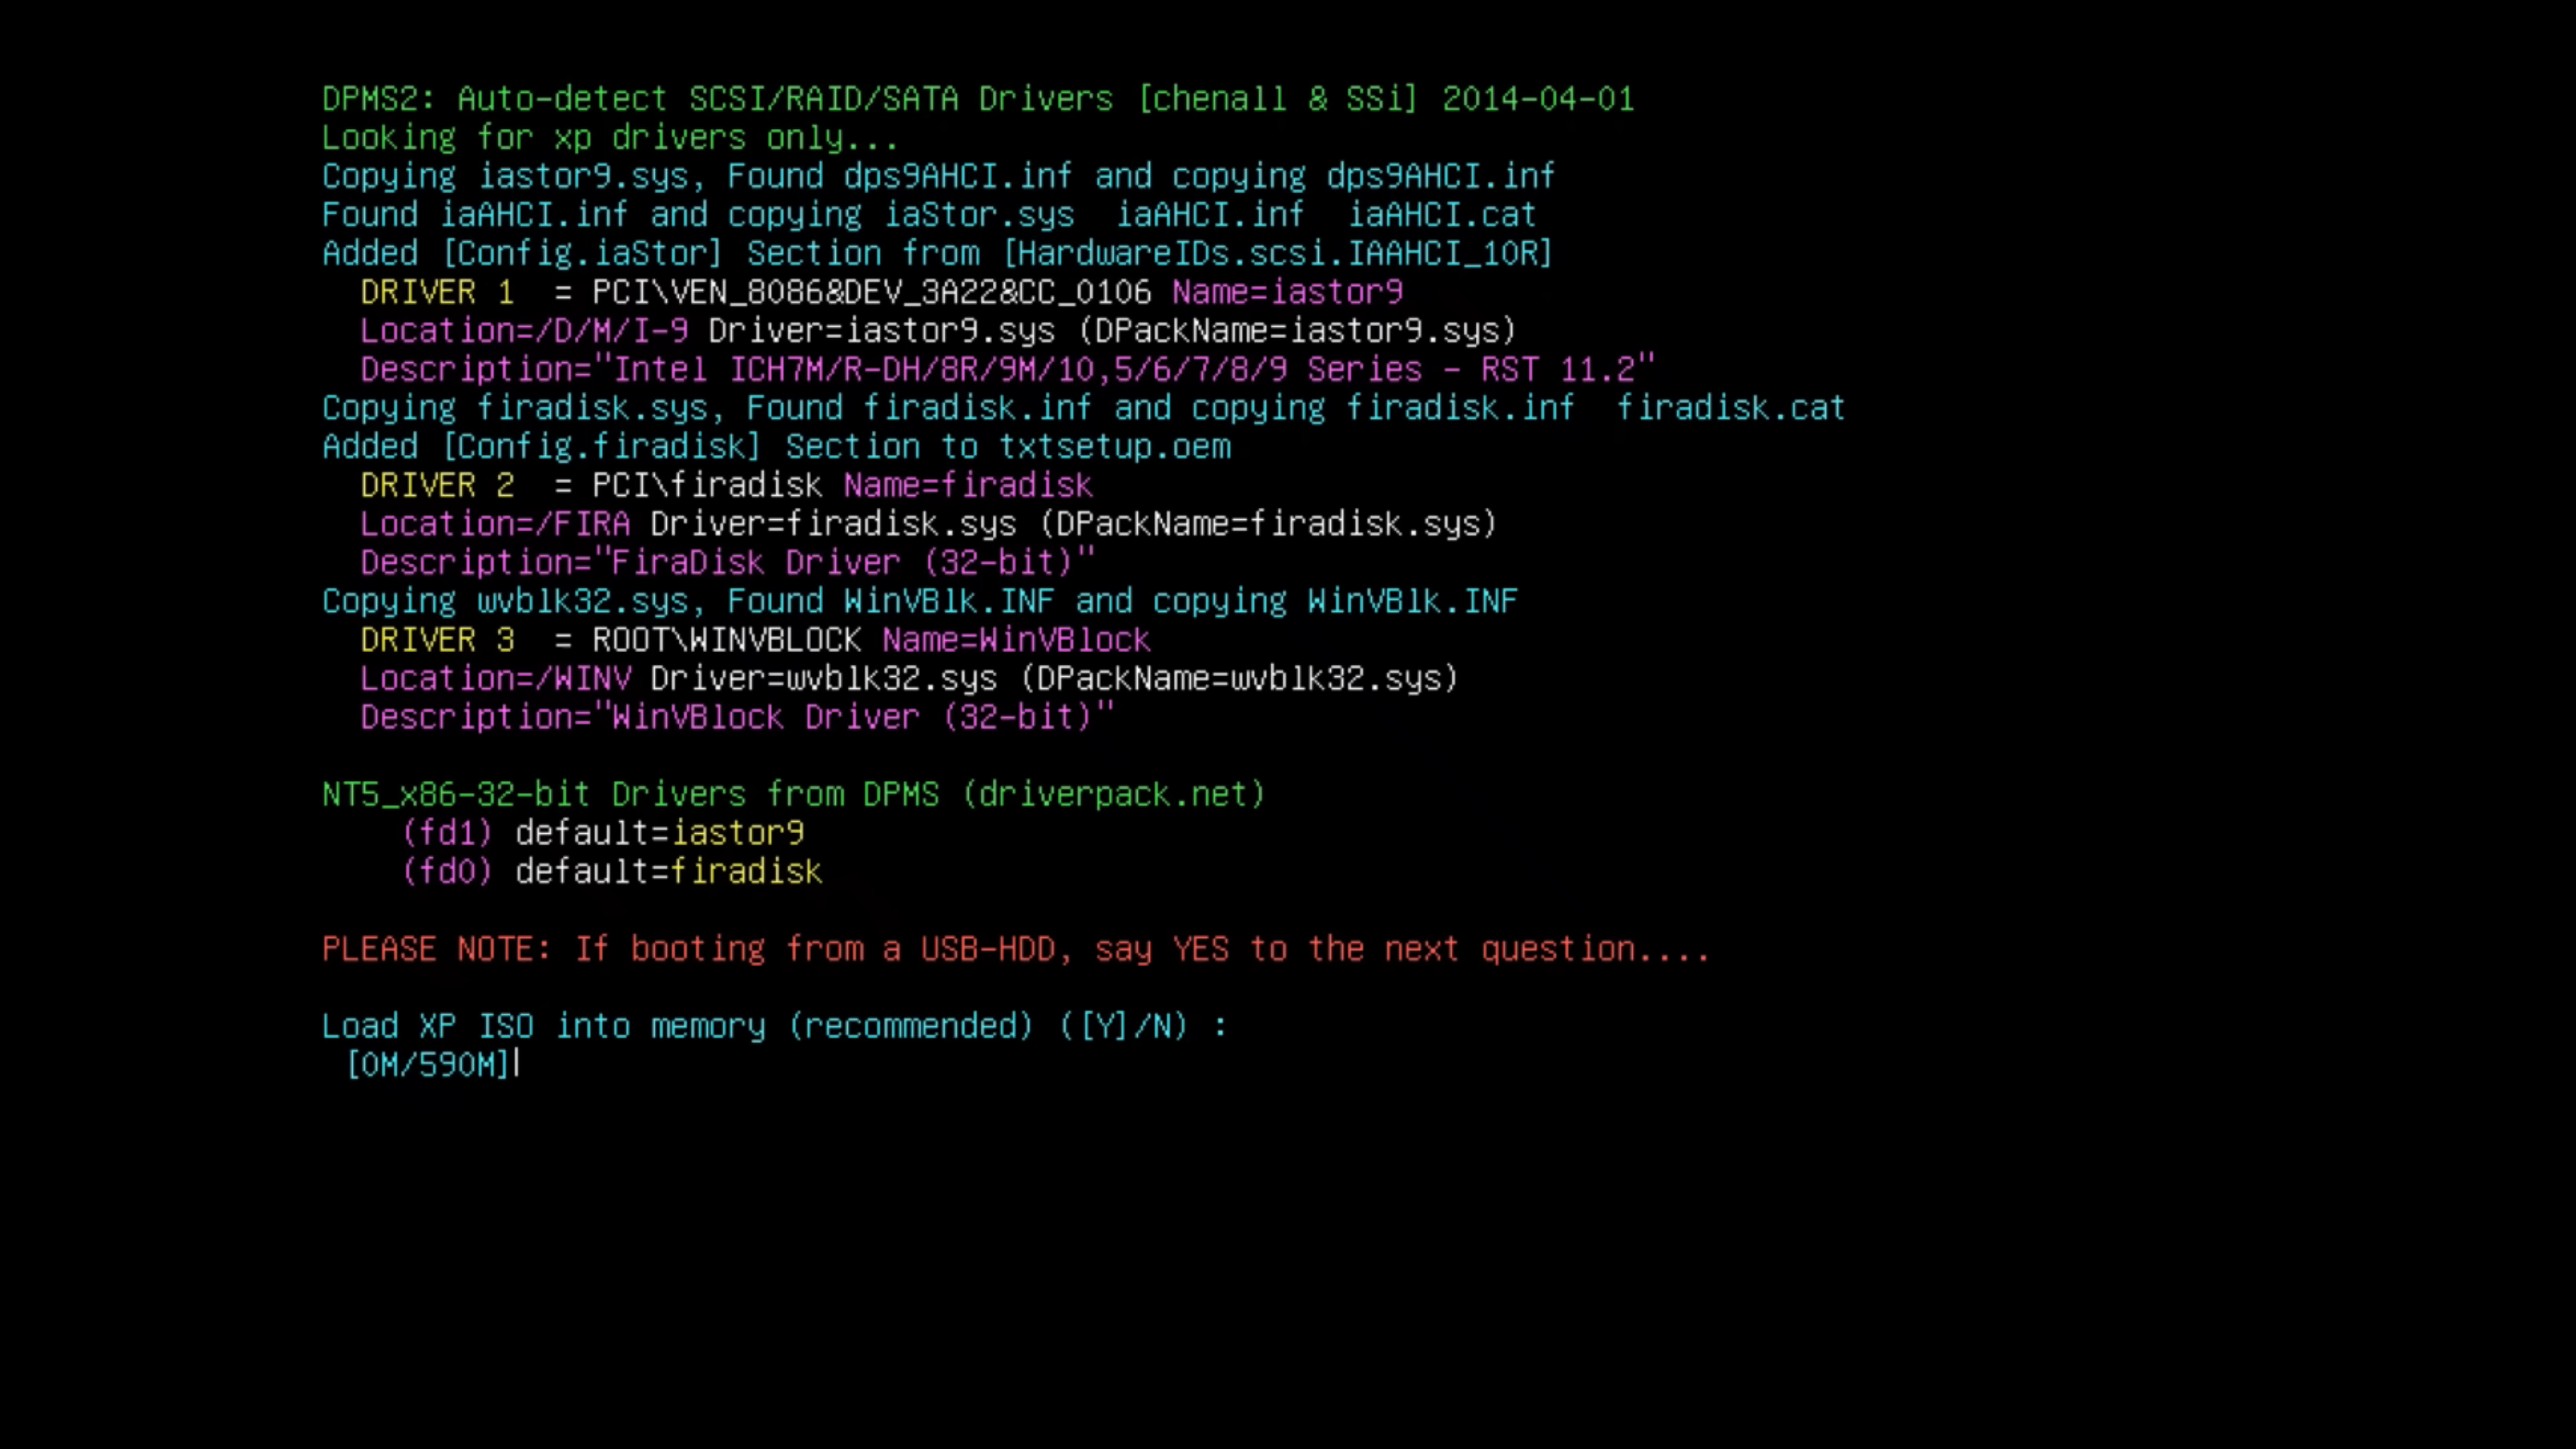 DPMS2: Auto-detect SCSI/RAID/SATA Drivers [chenall & SSi] 2014-04-01
Looking for xp drivers only...
Copying iastor9.sys, Found dps9AHCI.inf and copying dps9AHCI.inf
Found iaAHCI.inf and copying iaStor.sys  iaAHCI.inf  iaAHCI.cat
Added [Config.iaStor] Section from [HardwareIDs.scsi.IAAHCI_10R]
DRIVER 1  = PCI\VEN_8086&DEV_3A22&CC_0106 Name=iastor9
Location=/D/M/I-9 Driver=iastor9.sys (DPackName=iastor9.sys)
Description="Intel ICH7M/R-DH/8R/9M/10,5/6/7/8/9 Series - RST 11.2"
Copying firadisk.sys, Found firadisk.inf and copying firadisk.inf  firadisk.cat
Added [Config.firadisk] Section to txtsetup.oem
DRIVER 2  = PCI\firadisk Name=firadisk
Location=/FIRA Driver=firadisk.sys (DPackName=firadisk.sys)
Description="FiraDisk Driver (32-bit)"
Copying wvblk32.sys, Found WinVBlk.INF and copying WinVBlk.INF
DRIVER 3  = ROOT\WINVBLOCK Name=WinVBlock
Location=/WINV Driver=wvblk32.sys (DPackName=wvblk32.sys)
Description="WinVBlock Driver (32-bit)"
NT5_x86-32-bit Drivers from DPMS (driverpack.net)
(fd1) default=iastor9
(fd0) default=firadisk
PLEASE NOTE: If booting from a USB-HDD, say YES to the next question....
Load XP ISO into memory (recommended) ([Y]/N) :
[0M/590M]